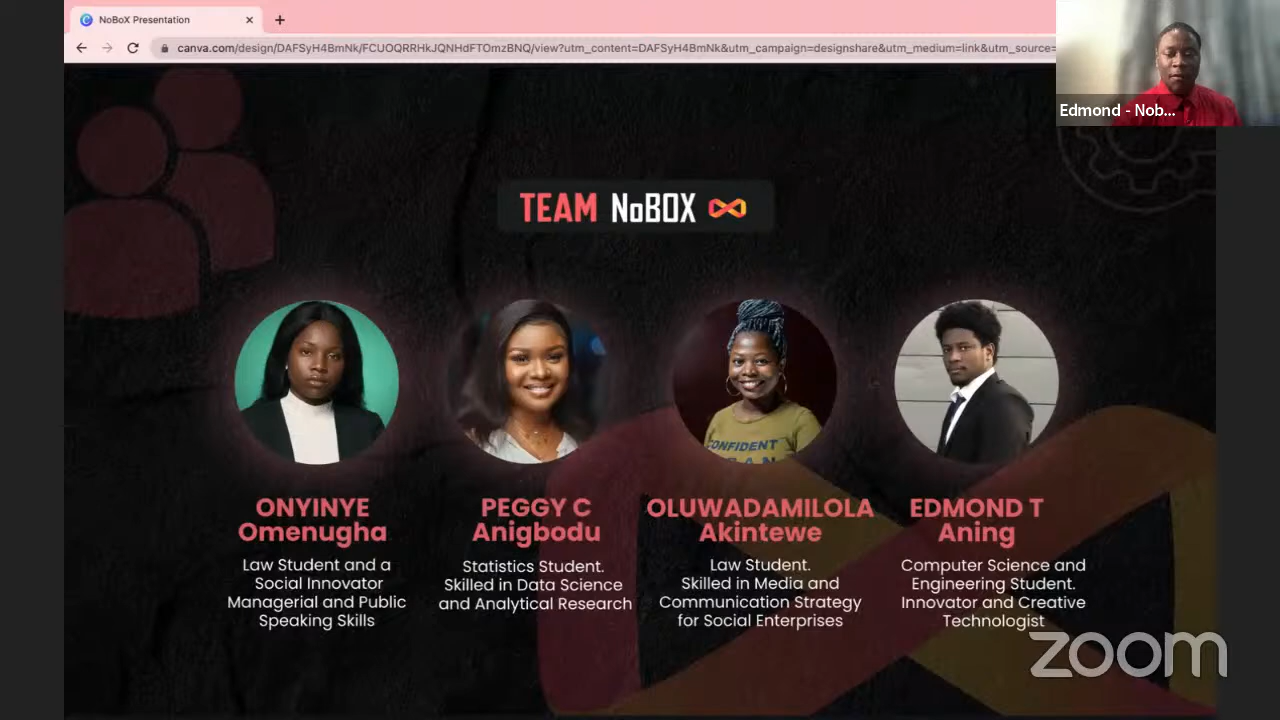 NoBoX Presentation
canva.com/design/DAFSyH4BmNk/FCUOQRRHkJQNHdFTOmzBNQ/view?utm_content=DAFSyH4BmNk&utm_campaign=designshare&utm_medium=link&utm_source=
Edmond - Nob...
TEAM NoBOX
CONFIDENT
ONYINYE
Omenugha
Law Student and a
Social Innovator
Managerial and Public
Speaking Skills
PEGGY C
Anigbodu
Statistics Student.
Skilled in Data Science
and Analytical Research
OLUWADAMILOLA
Akintewe
Law Student.
Skilled in Media and
Communication Strategy
for Social Enterprises
EDMOND T
Aning
Computer Science and
Engineering Student.
Innovator and Creative
Technologist
zoom